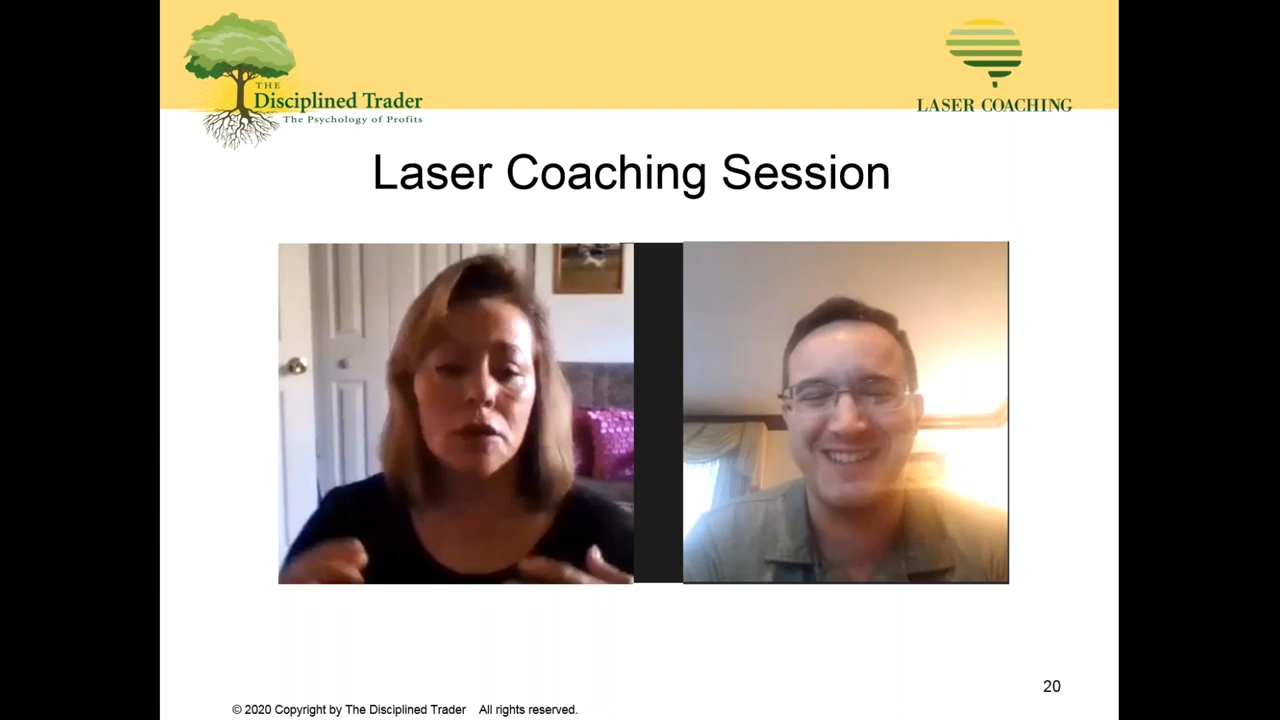 THE
Disciplined Trader
The Psychology of Profits
LASER COACHING
Laser Coaching Session
20
© 2020 Copyright by The Disciplined Trader All rights reserved.